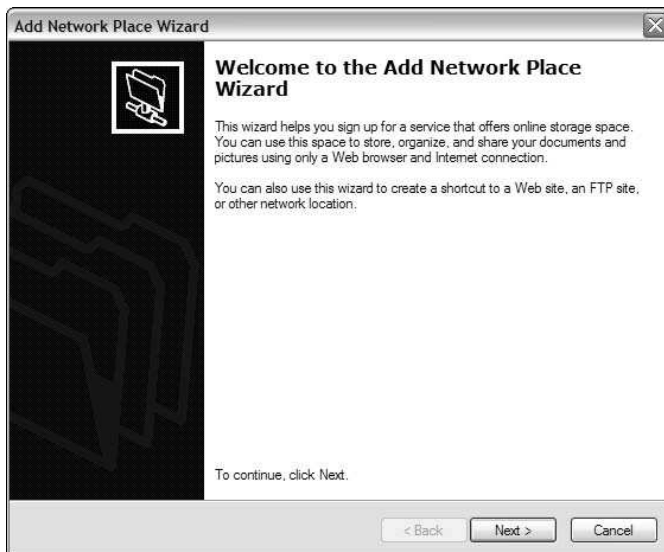 Add Network Place Wizard
Welcome to the Add Network Place
Wizard
This wizard helps you sign up for a service that offers online storage space.
You can use this space to store, organize, and share your documents and
pictures using only a Web browser and Internet connection.
You can also use this wizard to create a shortcut to a Web site, an FTP site,
or other network location.
To continue, click Next.
< Back Next > Cancel